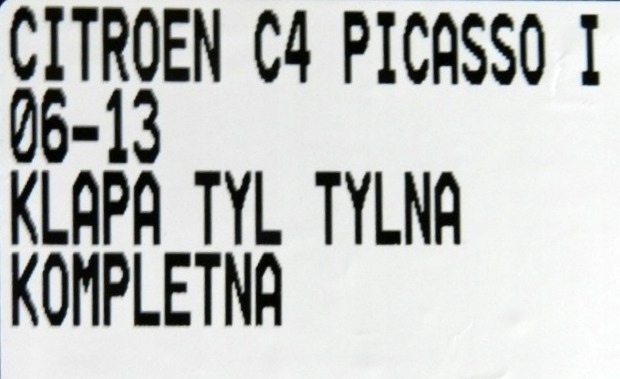 CITROEN C4 PICASSO I
06-13
KLAPA TYL TYLNA
KOMPLETNA